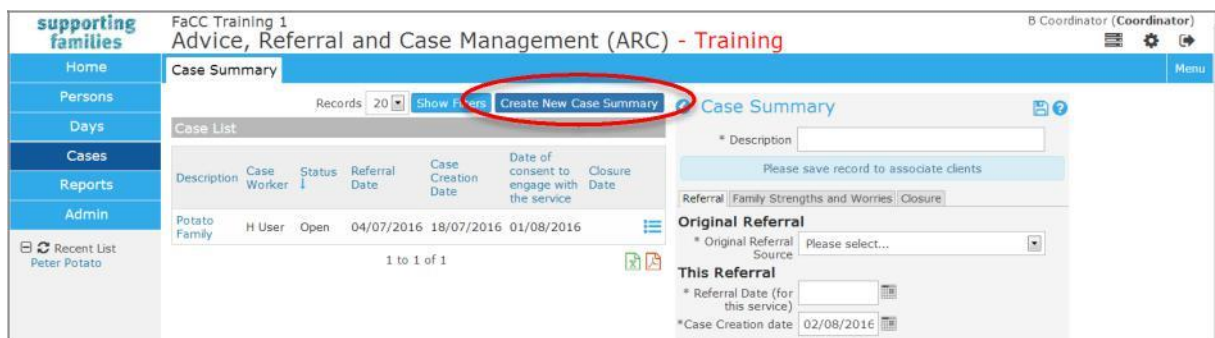 supporting
families
FaCC Training 1
B Coordinator (Coordinator)
Advice, Referral and Case Management (ARC) - Training
Home
Persons
Days
Cases
Reports
Admin
Recent List
Peter Potato
Case Summary
Menu
Records 20 Show Filters Create New Case Summary
Case List
Description
Case
Worker
Status
Referral
Date
Case
Creation
Date
Date of
consent to
engage with
the service
Closure
Date
Potato
Family
H User Open 04/07/2016 18/07/2016 01/08/2016
1 to 1 of 1
Case Summary
* Description
Please save record to associate clients
Referral Family Strengths and Worries Closure
Original Referral
* Original Referral
Source
Please select...
This Referral
* Referral Date (for
this service)
*Case Creation date 02/08/2016